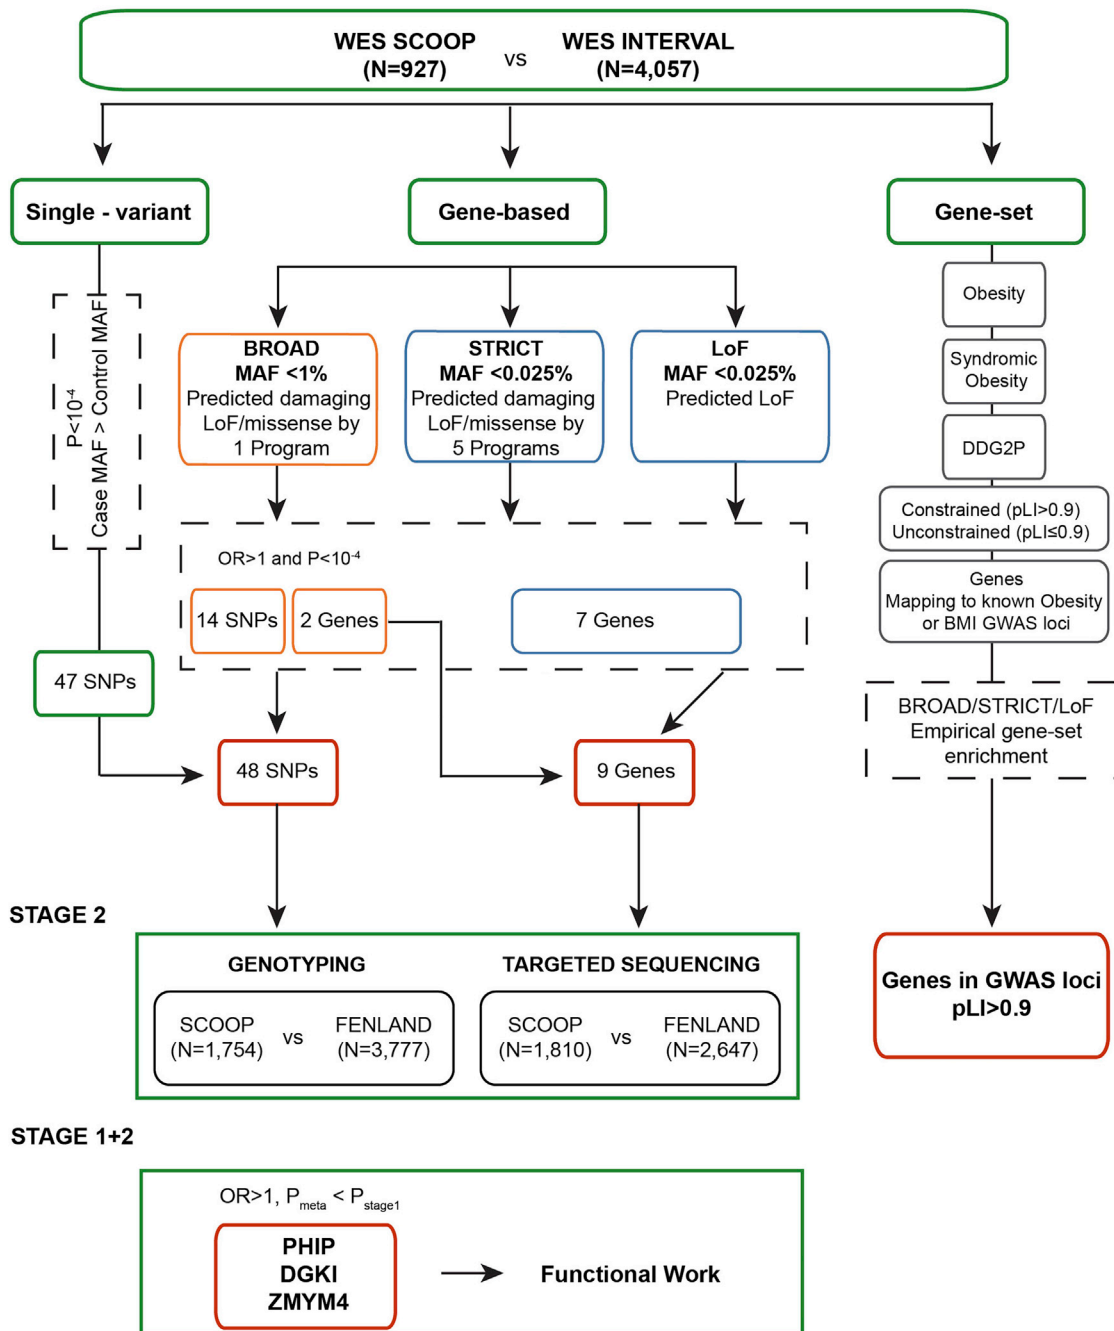 WES SCOOP
(N=927)
vs
WES INTERVAL
(N=4,057)
Single - variant
Gene-based
Gene-set
P<10⁻⁴
Case MAF > Control MAF
BROAD
MAF <1%
Predicted damaging
LoF/missense by
1 Program
STRICT
MAF <0.025%
Predicted damaging
LoF/missense by
5 Programs
LoF
MAF <0.025%
Predicted LoF
Obesity
Syndromic
Obesity
DDG2P
Constrained (pLI>0.9)
Unconstrained (pLI≤0.9)
Genes
Mapping to known Obesity
or BMI GWAS loci
OR>1 and P<10⁻⁴
14 SNPs
2 Genes
7 Genes
47 SNPs
48 SNPs
9 Genes
BROAD/STRICT/LoF
Empirical gene-set
enrichment
STAGE 2
GENOTYPING
SCOOP
(N=1,754)
vs
FENLAND
(N=3,777)
TARGETED SEQUENCING
SCOOP
(N=1,810)
vs
FENLAND
(N=2,647)
Genes in GWAS loci
pLI>0.9
STAGE 1+2
OR>1, Pmeta < Pstage1
PHIP
DGKI
ZMYM4
Functional Work